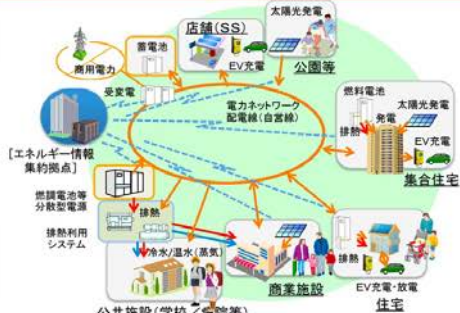 店舗(SS)
太陽光発電
蓄電池
商用電力
EV充電
公園等
受変電
電力ネットワーク
配電線(自営線)
燃料電池
太陽光発電
発電
排熱
EV充電
[エネルギー情報
集約拠点]
集合住宅
燃調電池等
分散型電源
排熱
排熱利用
システム
冷水/温水(蒸気)
排熱
商業施設
EV充電・放電
住宅
公共施設(学校／病院等)